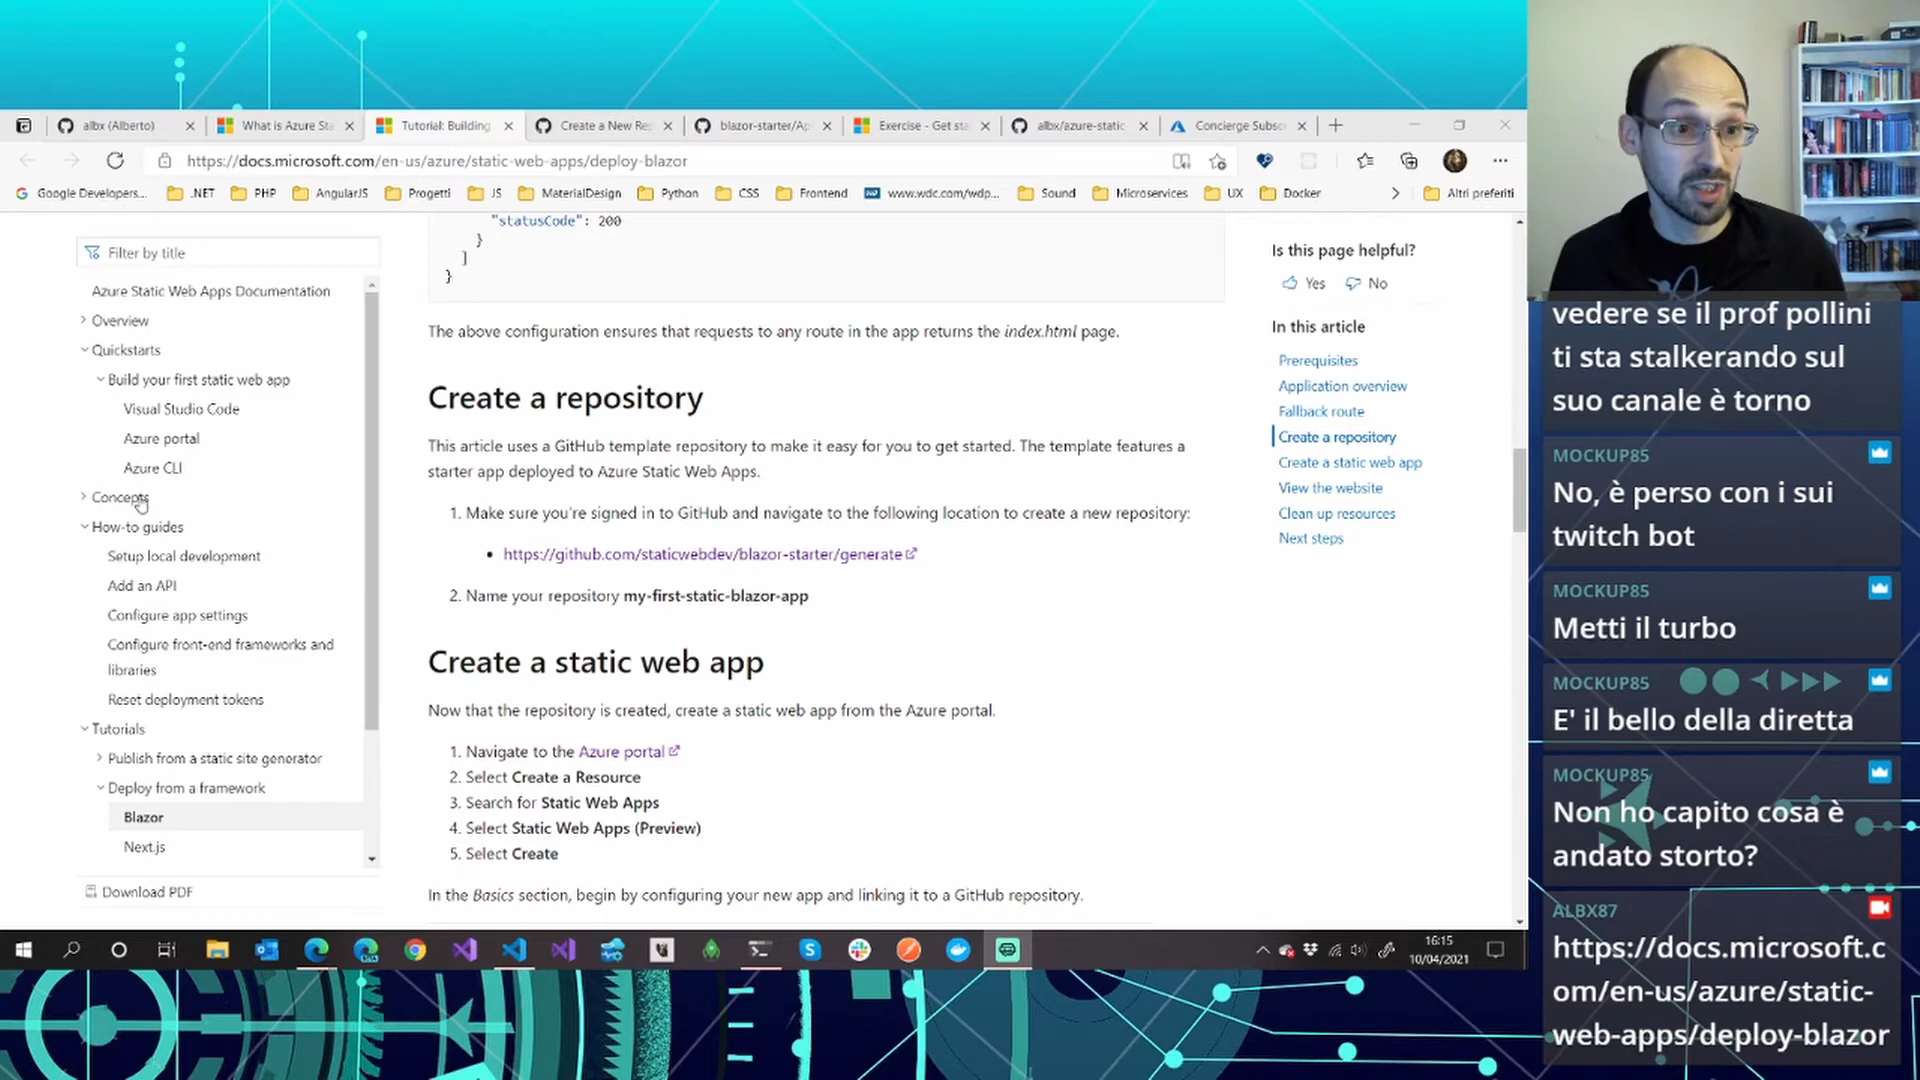 albx (Alberto)
What is Azure Sta
Tutorial: Building
Create a New Rep
blazor-starter/Ap
Exercise - Get sta
albx/azure-static
Concierge Subsc
https://docs.microsoft.com/en-us/azure/static-web-apps/deploy-blazor
Google Developers...
.NET
PHP
AngularJS
Progetti
JS
MaterialDesign
Python
CSS
Frontend
www.wdc.com/wdp...
Sound
Microservices
UX
Docker
Altri preferiti
Filter by title
Azure Static Web Apps Documentation
Overview
Quickstarts
Build your first static web app
Visual Studio Code
Azure portal
Azure CLI
Concepts
How-to guides
Setup local development
Add an API
Configure app settings
Configure front-end frameworks and
libraries
Reset deployment tokens
Tutorials
Publish from a static site generator
Deploy from a framework
Blazor
Next.js
Download PDF
"statusCode": 200
}
]
}
The above configuration ensures that requests to any route in the app returns the index.html page.
Create a repository
This article uses a GitHub template repository to make it easy for you to get started. The template features a
starter app deployed to Azure Static Web Apps.
1. Make sure you're signed in to GitHub and navigate to the following location to create a new repository:
• https://github.com/staticwebdev/blazor-starter/generate
2. Name your repository my-first-static-blazor-app
Create a static web app
Now that the repository is created, create a static web app from the Azure portal.
1. Navigate to the Azure portal
2. Select Create a Resource
3. Search for Static Web Apps
4. Select Static Web Apps (Preview)
5. Select Create
In the Basics section, begin by configuring your new app and linking it to a GitHub repository.
Is this page helpful?
Yes
No
In this article
Prerequisites
Application overview
Fallback route
Create a repository
Create a static web app
View the website
Clean up resources
Next steps
16:15
10/04/2021
vedere se il prof pollini
ti sta stalkerando sul
suo canale è torno
MOCKUP85
No, è perso con i sui
twitch bot
MOCKUP85
Metti il turbo
MOCKUP85
E' il bello della diretta
MOCKUP85
Non ho capito cosa è
andato storto?
ALBX87
https://docs.microsoft.c
om/en-us/azure/static-
web-apps/deploy-blazor